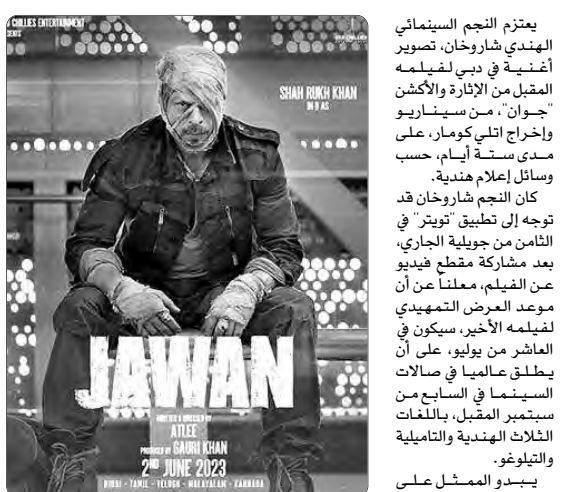 يعتزم النجم السينمائي
الهندي شاروخان، تصوير
أغنية في دبي لفيلمه
المقبل من الإثارة والأكشن
"جوان"، من سيناريو
وإخراج اتلي كومار، على
مدى ستة أيام، حسب
وسائل إعلام هندية.
كان النجم شاروخان قد
توجه إلى تطبيق "تويتر" في
الثامن من جويلية الجاري،
بعد مشاركة مقطع فيديو
عن الفيلم، معلناً عن أن
موعد العرض التمهيدي
لفيلمه الأخير، سيكون في
العاشر من يوليو، على أن
يطلق عالميا في صالات
السينما في السابع من
سبتمبر المقبل، باللغات
الثلاث الهندية والتاميلية
والتيلوغو.
يبدو الممثل على
CHILLIES ENTERTAINMENT
SHAH RUKH KHAN
JAWAN
WRITTEN & DIRECTED BY
ATLEE
PRODUCED BY GAURI KHAN
2ND JUNE 2023
HINDI - TAMIL - TELUGU - MALAYALAM - KANNADA